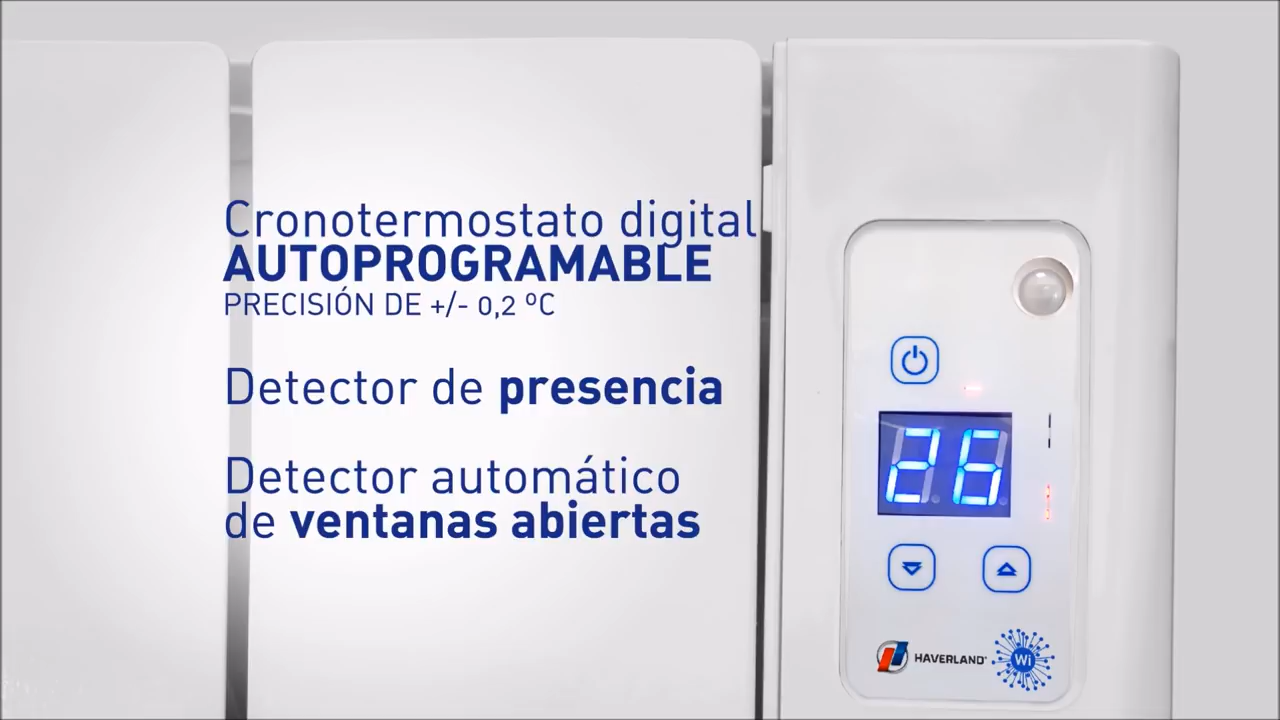 Cronotermostato digital
AUTOPROGRAMABLE
PRECISIÓN DE +/- 0,2 ºC
Detector de presencia
Detector automático
de ventanas abiertas
26
HAVERLAND
Wi